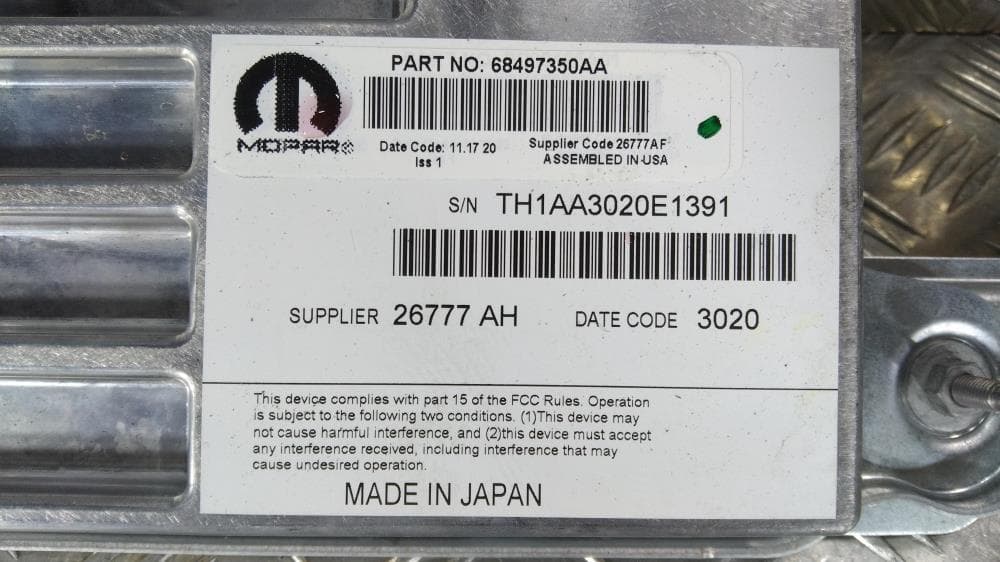 PART NO: 68497350AA
MOPAR®
Date Code: 11.17 20
Supplier Code 26777AF
Iss 1
ASSEMBLED IN USA
S/N TH1AA3020E1391
SUPPLIER 26777 AH
DATE CODE 3020
This device complies with part 15 of the FCC Rules. Operation
is subject to the following two conditions. (1)This device may
not cause harmful interference, and (2)this device must accept
any interference received, including interference that may
cause undesired operation.
MADE IN JAPAN